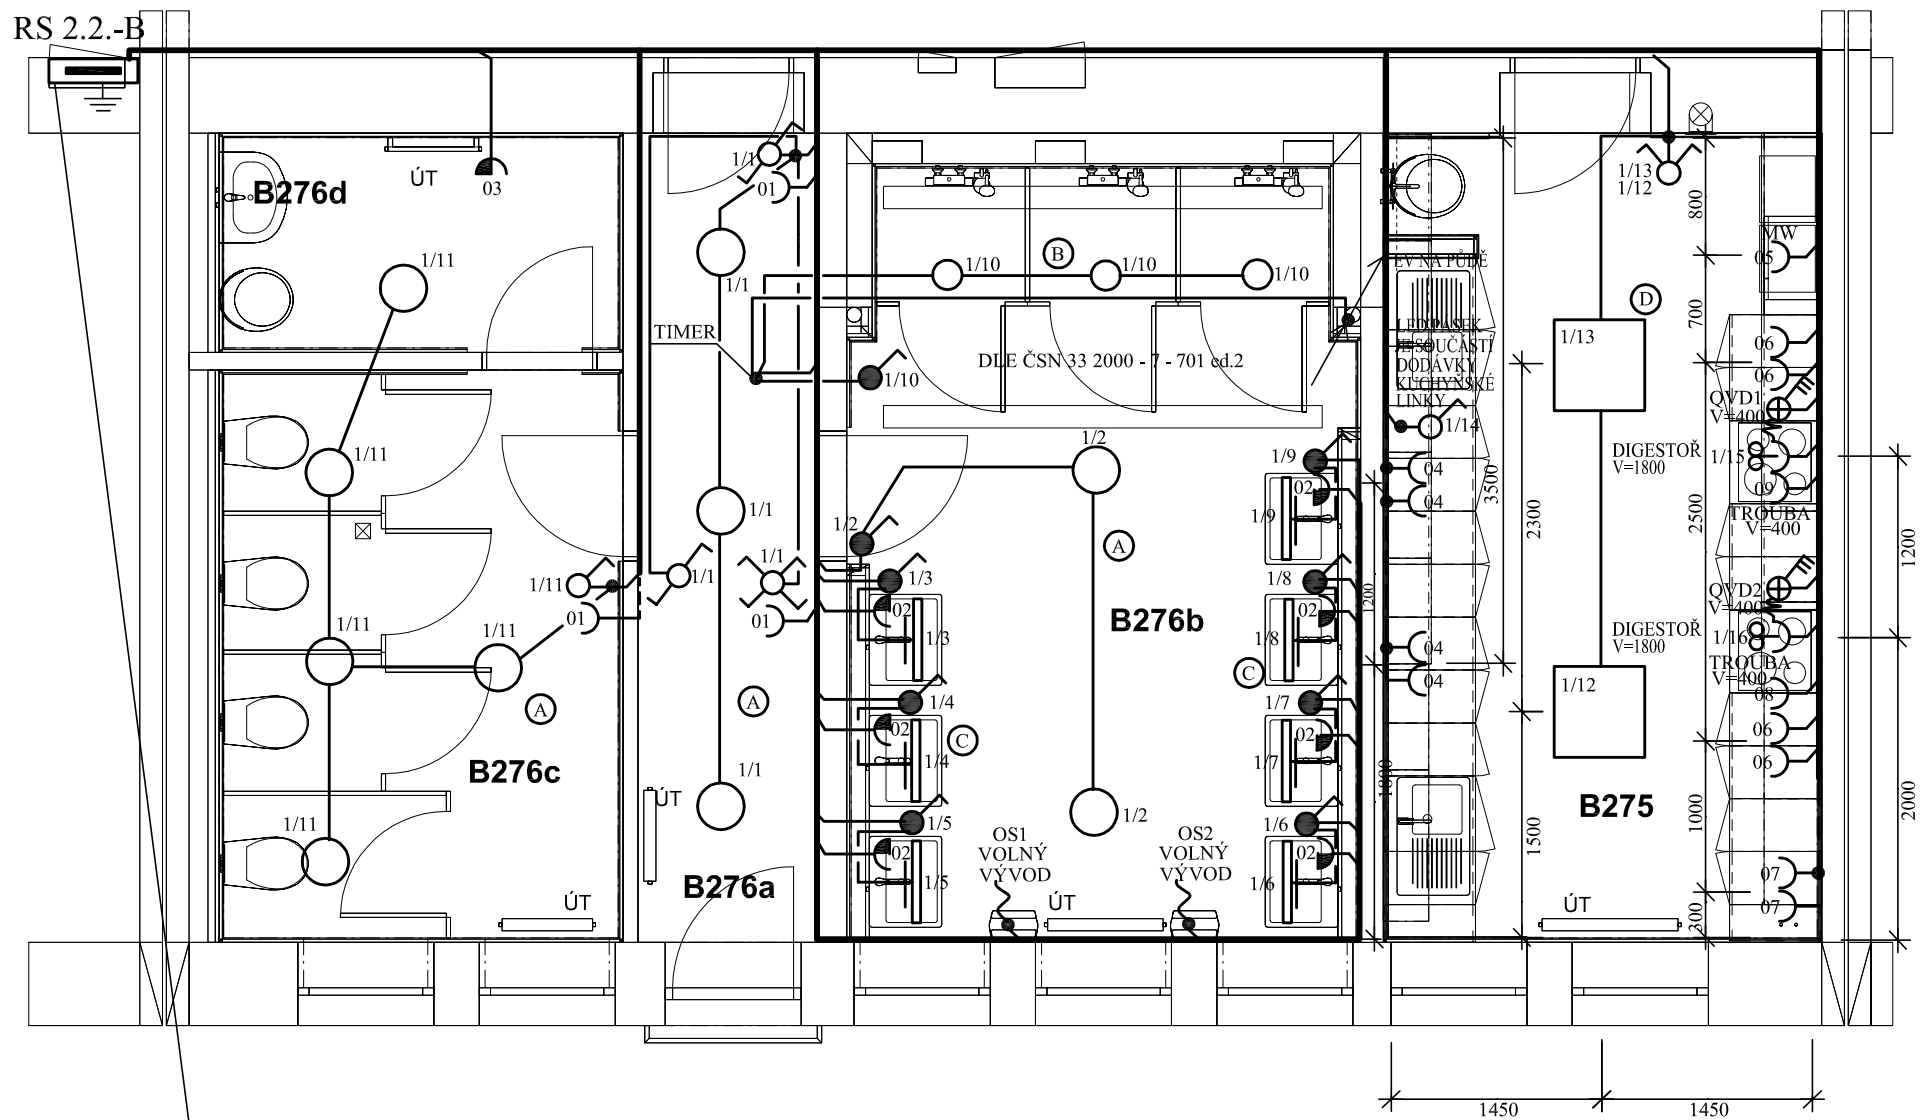 RS 2.2.-B
B276d
ÚT
03
1/11
1/11
1/11
1/11
1/11
1/11
01
A
B276c
ÚT
1/1
01
1/1
TIMER
1/1
1/1
1/1
01
A
1/1
ÚT
B276a
1/10
B
1/10
1/10
DLE ČSN 33 2000 - 7 - 701 ed.2
1/10
1/2
1/2
A
B276b
1/2
1/3
02
1/3
1/4
02
1/4
C
1/5
02
1/5
1/9
02
1/9
1/8
02
1/8
C
1/7
02
1/7
1/6
02
1/6
OS1
VOLNÝ
VÝVOD
OS2
VOLNÝ
VÝVOD
ÚT
1200
1800
EV NA PŮDĚ
LED PÁSEK
JE SOUČÁSTÍ
DODÁVKY
KUCHYŇSKÉ
LINKY
1/14
04
04
04
04
3500
2300
1500
1/13
1/12
D
1/13
1/12
B275
ÚT
800
700
2500
1000
300
MW
05
06
06
QVD1
V=400
DIGESTOŘ
V=1800
1/15
09
TROUBA
V=400
QVD2
V=400
DIGESTOŘ
V=1800
1/16
TROUBA
V=400
08
06
06
07
07
1200
2000
1450
1450